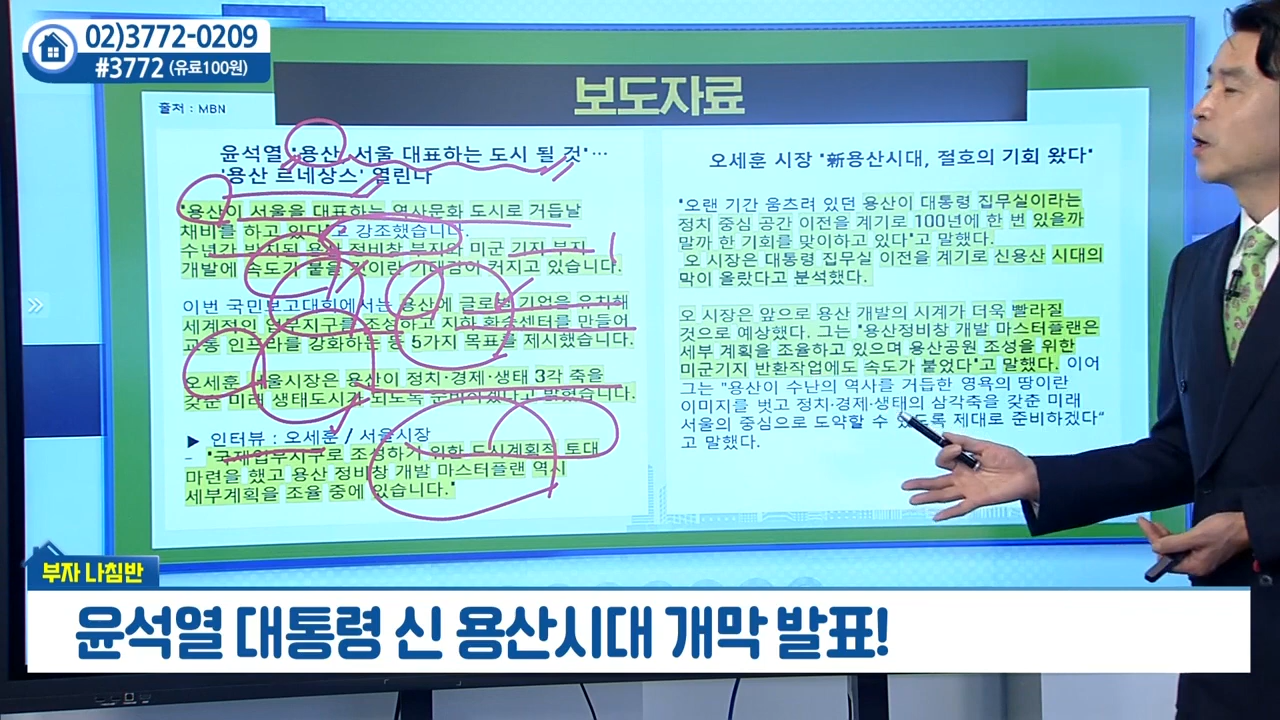 02)3772-0209
#3772 (유료100원)
보도자료
출처 : MBN
윤석열 "용산, 서울 대표하는 도시 될 것"…
'용산 르네상스' 열린다
"용산이 서울을 대표하는 역사문화 도시로 거듭날
채비를 하고 있다"고 강조했습니다.
수년간 방치된 용산 정비창 부지와 미군 기지 부지
개발에 속도가 붙을 것이란 기대감이 커지고 있습니다.
이번 국민보고대회에서는 용산에 글로벌 기업을 유치해
세계적인 업무지구를 조성하고 지하 환승센터를 만들어
교통 인프라를 강화하는 등 5가지 목표를 제시했습니다.
오세훈 서울시장은 용산이 정치·경제·생태 3각 축을
갖춘 미래 생태도시가 되도록 준비하겠다고 밝혔습니다.
▶ 인터뷰 : 오세훈 / 서울시장
- "국제업무지구로 조성하기 위한 도시계획적 토대
마련을 했고 용산 정비창 개발 마스터플랜 역시
세부계획을 조율 중에 있습니다."
오세훈 시장 "新용산시대, 절호의 기회 왔다"
"오랜 기간 움츠려 있던 용산이 대통령 집무실이라는
정치 중심 공간 이전을 계기로 100년에 한 번 있을까
말까 한 기회를 맞이하고 있다"고 말했다.
오 시장은 대통령 집무실 이전을 계기로 신용산 시대의
막이 올랐다고 분석했다.
오 시장은 앞으로 용산 개발의 시계가 더욱 빨라질
것으로 예상했다. 그는 "용산정비창 개발 마스터플랜은
세부 계획을 조율하고 있으며 용산공원 조성을 위한
미군기지 반환작업에도 속도가 붙었다"고 말했다. 이어
그는 "용산이 수난의 역사를 거듭한 영욕의 땅이란
이미지를 벗고 정치·경제·생태의 삼각축을 갖춘 미래
서울의 중심으로 도약할 수 있도록 제대로 준비하겠다"
고 말했다.
부자 나침반
윤석열 대통령 신 용산시대 개막 발표!